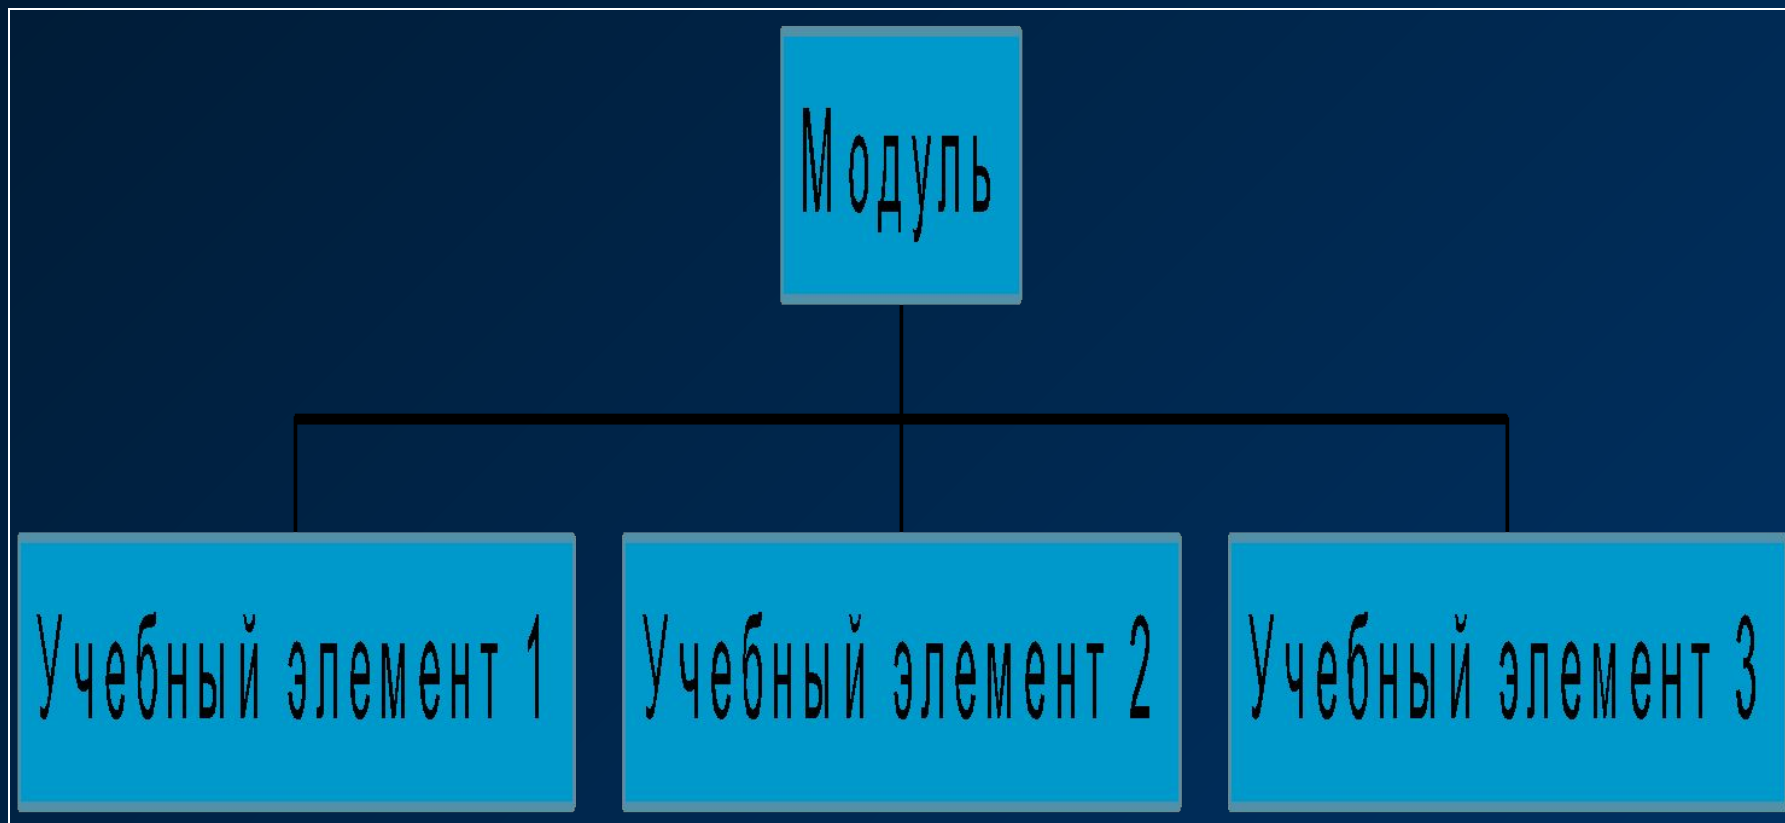 Модуль
Учебный элемент 1
Учебный элемент 2
Учебный элемент 3